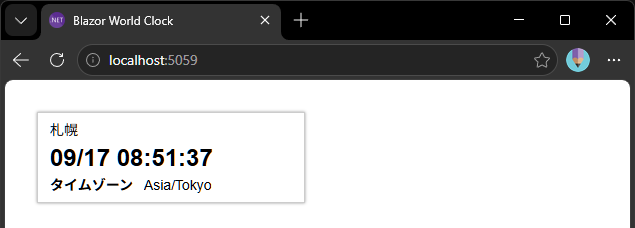 .NET
Blazor World Clock
localhost:5059
札幌
09/17 08:51:37
タイムゾーン Asia/Tokyo